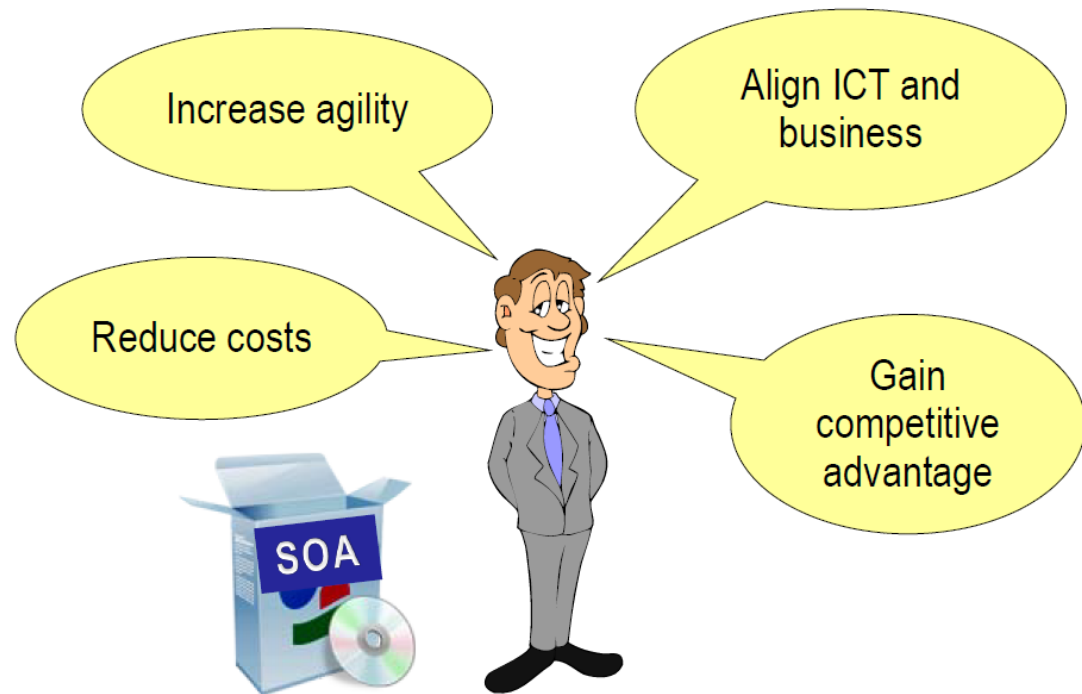 Increase agility
Align ICT and
business
Reduce costs
Gain
competitive
advantage
SOA